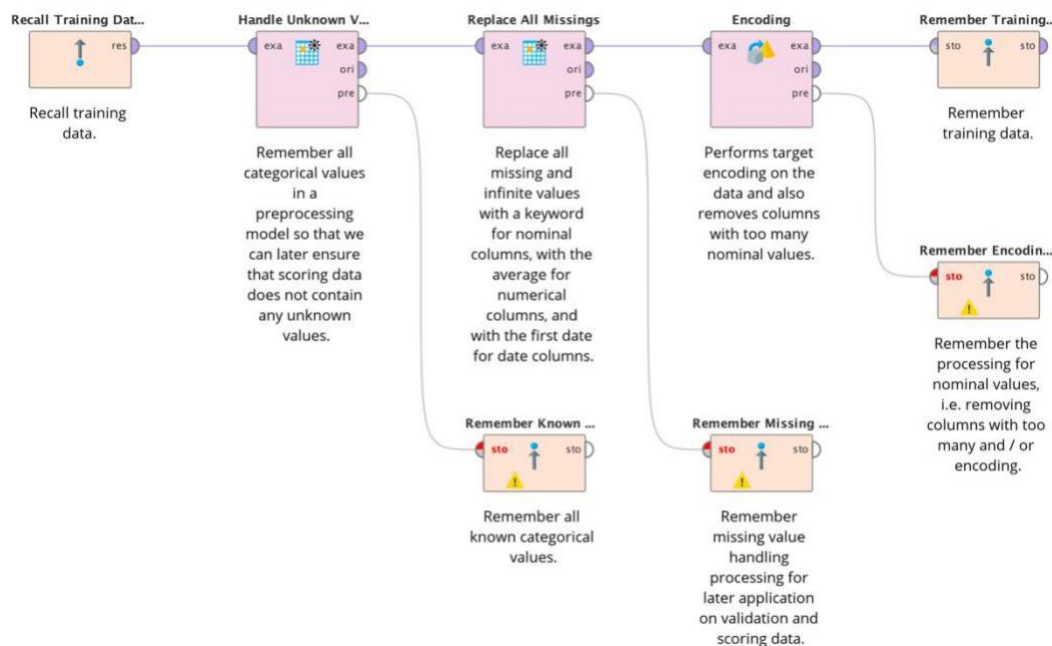 Recall Training Dat...
Handle Unknown V...
Replace All Missings
Encoding
Remember Training...
res
exa
exa
ori
pre
exa
exa
ori
pre
exa
exa
ori
pre
sto
sto
Recall training
data.
Remember all
categorical values
in a
preprocessing
model so that we
can later ensure
that scoring data
does not contain
any unknown
values.
Replace all
missing and
infinite values
with a keyword
for nominal
columns, with the
average for
numerical
columns, and
with the first date
for date columns.
Performs target
encoding on the
data and also
removes columns
with too many
nominal values.
Remember
training data.
Remember Encodin...
sto
sto
Remember the
processing for
nominal values,
i.e. removing
columns with too
many and / or
encoding.
Remember Known ...
sto
sto
Remember all
known categorical
values.
Remember Missing ...
sto
sto
Remember
missing value
handling
processing for
later application
on validation and
scoring data.